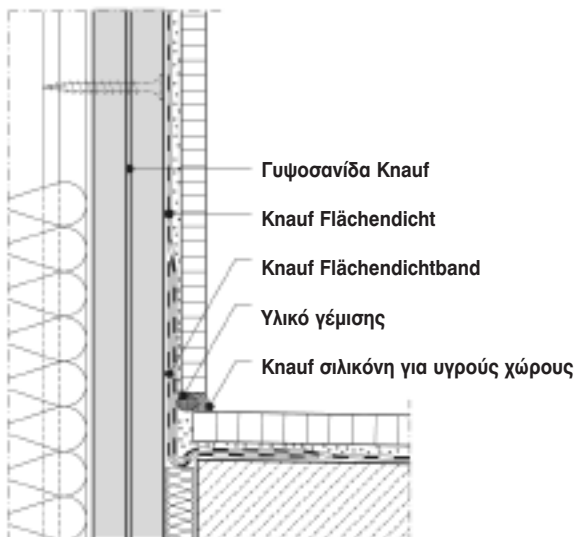 Γυψοσανίδα Knauf
Knauf Flächendicht
Knauf Flächendichtband
Υλικό γέμισης
Knauf σιλικόνη για υγρούς χώρους